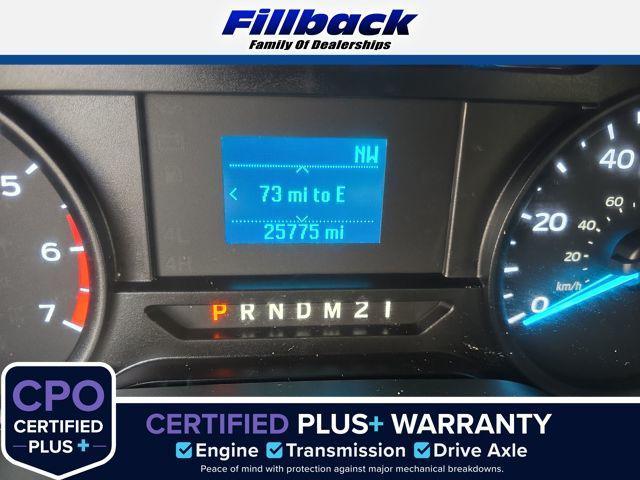 Fillback
Family Of Dealerships
NW
73 mi to E
25775 mi
5
6
7
4L
4H
40
20
0
60
40
20
km/h
P R N D M 2 1
CPO
CERTIFIED
PLUS+
CERTIFIED PLUS+ WARRANTY
Engine Transmission Drive Axle
Peace of mind with protection against major mechanical breakdowns.